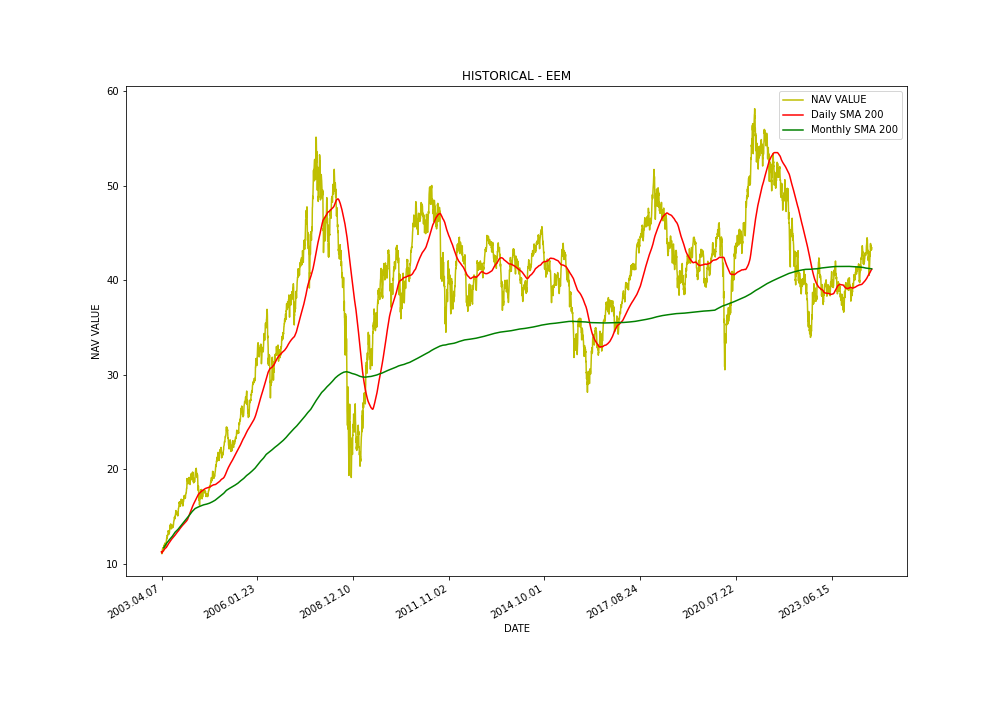 HISTORICAL - EEM
NAV VALUE
Daily SMA 200
Monthly SMA 200
60
50
40
30
20
10
NAV VALUE
2003.04.07
2006.01.23
2008.12.10
2011.11.02
2014.10.01
2017.08.24
2020.07.22
2023.06.15
DATE